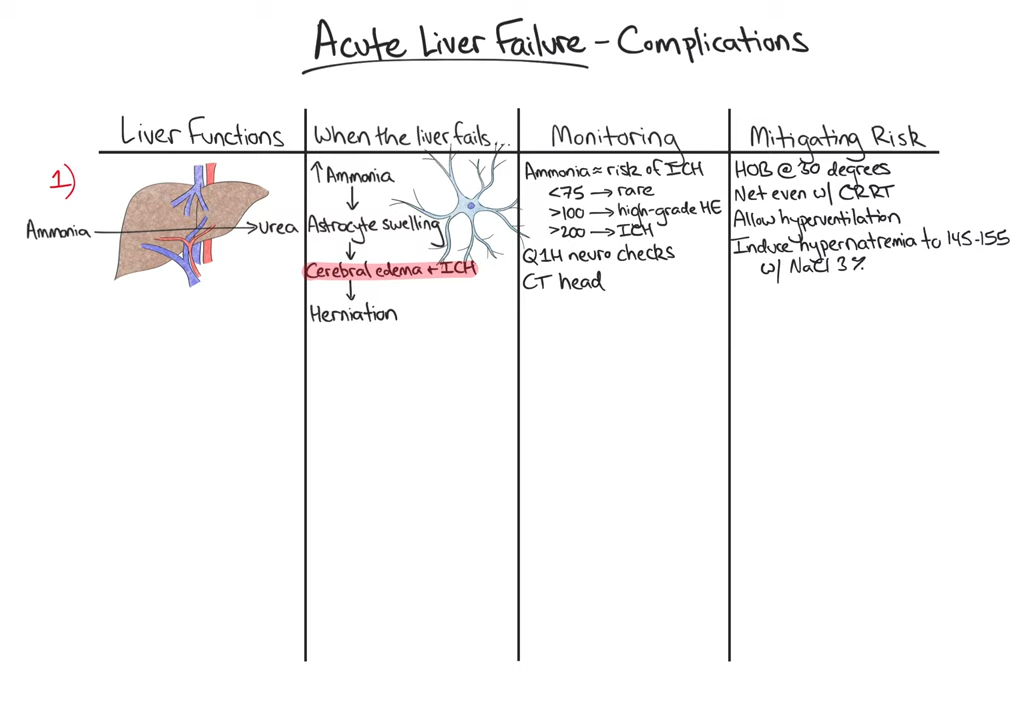 Acute Liver Failure - Complications
Liver Functions
When the liver fails...
Monitoring
Mitigating Risk
1)
Ammonia → Urea
↑Ammonia
↓
Astrocyte swelling
↓
Cerebral edema + ICH
↓
Herniation
Ammonia ≈ risk of ICH
<75 → rare
>100 → high-grade HE
>200 → ICH
Q1H neuro checks
CT head
HOB @ 30 degrees
Net even w/ CRRT
Allow hyperventilation
Induce hypernatremia to 145-155
w/ NaCl 3%